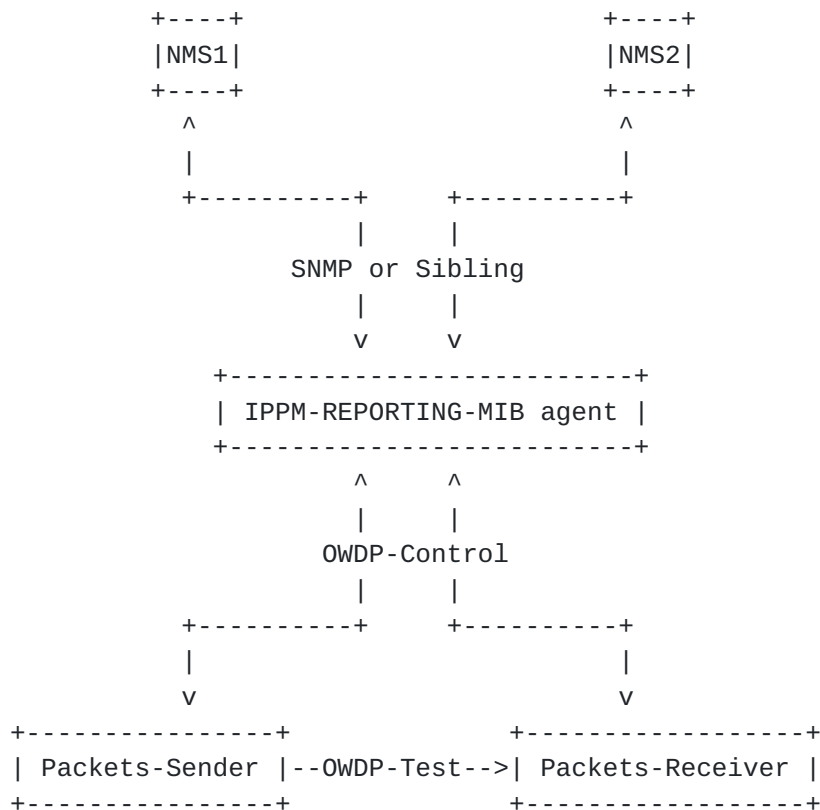 NMS1 NMS2
SNMP or Sibling
IPPM-REPORTING-MIB agent
OWDP-Control
Packets-Sender --OWDP-Test--> Packets-Receiver